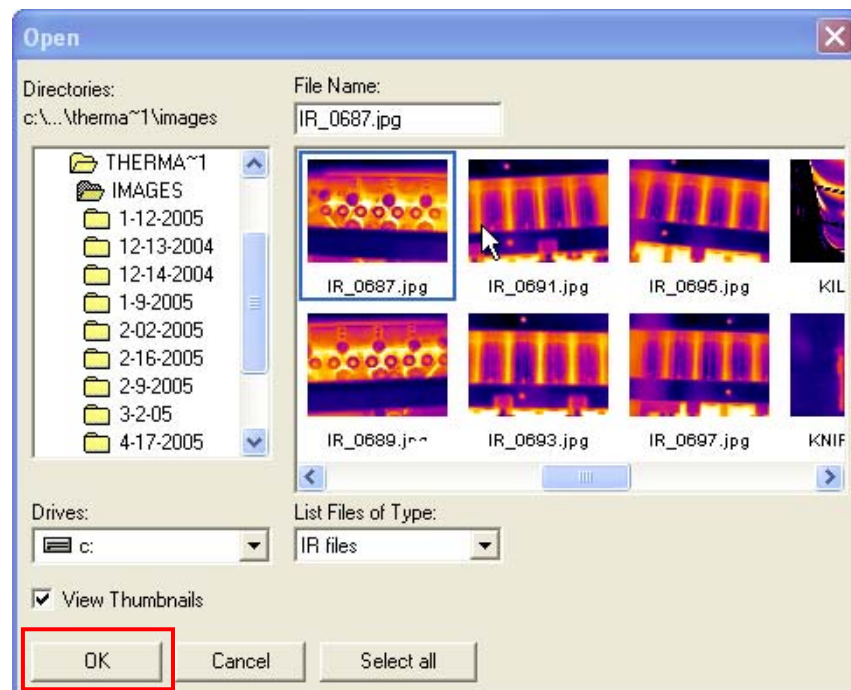 Open
Directories:
c:\...\therma~1\images
File Name:
IR_0687.jpg
THERMA~1
IMAGES
1-12-2005
12-13-2004
12-14-2004
1-9-2005
2-02-2005
2-16-2005
2-9-2005
3-2-05
4-17-2005
IR_0687.jpg
IR_0691.jpg
IR_0695.jpg
KIL
IR_0689.j
IR_0693.jpg
IR_0697.jpg
KNIF
Drives:
c:
List Files of Type:
IR files
View Thumbnails
OK
Cancel
Select all